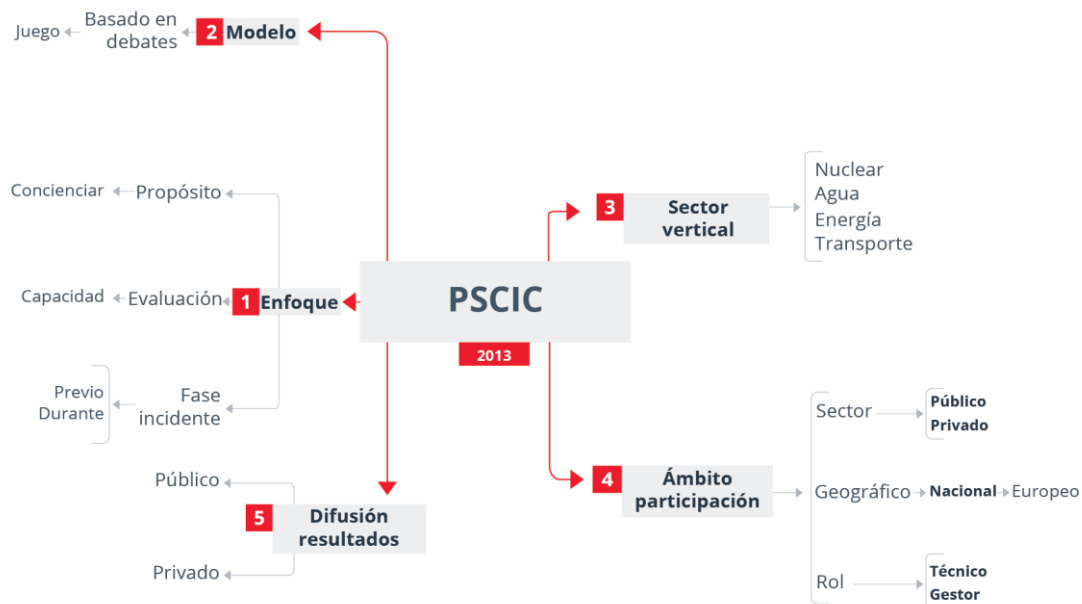 PSCIC
2013
1 Enfoque
Propósito
Concienciar
Evaluación
Capacidad
Fase
incidente
Previo
Durante
2 Modelo
Basado en
debates
Juego
3 Sector
vertical
Nuclear
Agua
Energía
Transporte
4 Ámbito
participación
Sector
Público
Privado
Geográfico
Nacional
Europeo
Rol
Técnico
Gestor
5 Difusión
resultados
Público
Privado